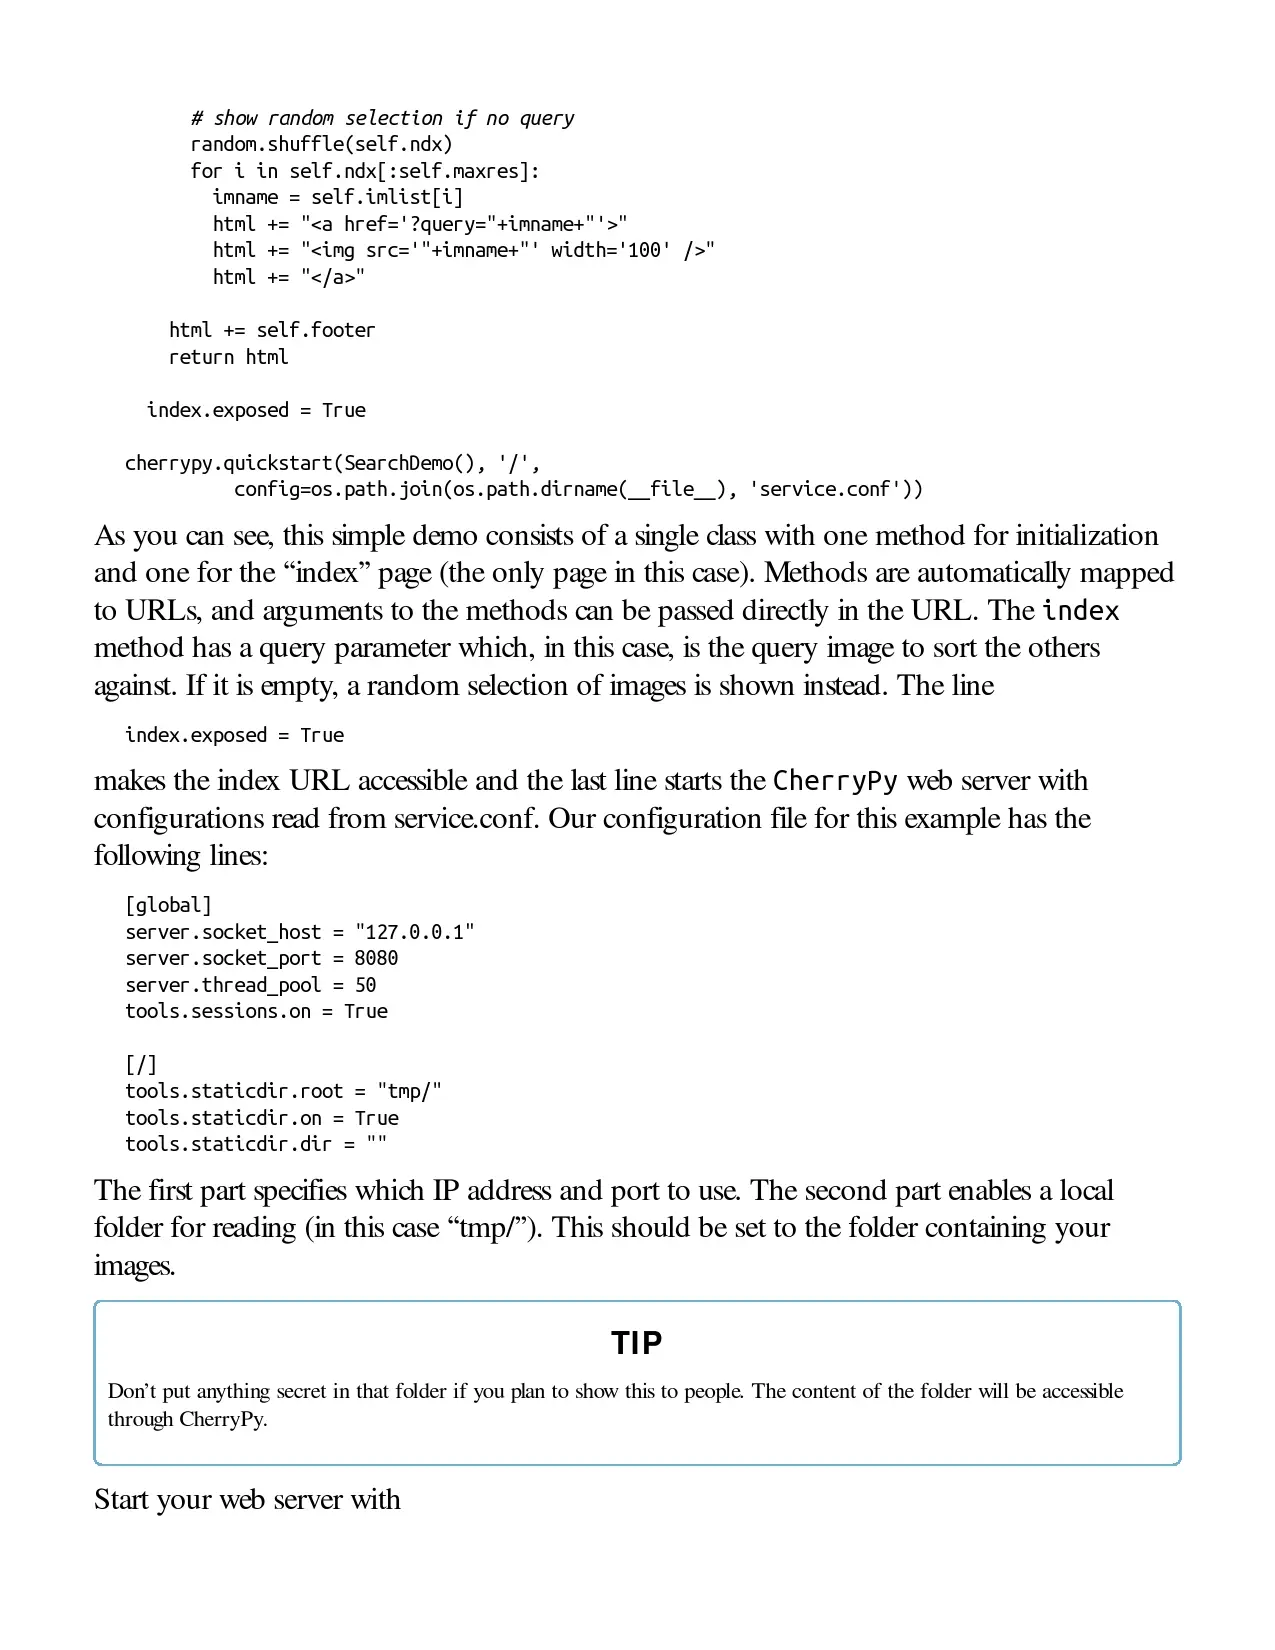 # show random selection if no query
random.shuffle(self.ndx)
for i in self.ndx[:self.maxres]:
imname = self.imlist[i]
html += "<a href='?query="+imname+"'>"
html += "<img src='"+imname+"' width='100' />"
html += "</a>"
html += self.footer
return html
index.exposed = True
cherrypy.quickstart(SearchDemo(), '/',
config=os.path.join(os.path.dirname(__file__), 'service.conf'))
As you can see, this simple demo consists of a single class with one method for initialization
and one for the “index” page (the only page in this case). Methods are automatically mapped
to URLs, and arguments to the methods can be passed directly in the URL. The index
method has a query parameter which, in this case, is the query image to sort the others
against. If it is empty, a random selection of images is shown instead. The line
index.exposed = True
makes the index URL accessible and the last line starts the CherryPy web server with
configurations read from service.conf. Our configuration file for this example has the
following lines:
[global]
server.socket_host = "127.0.0.1"
server.socket_port = 8080
server.thread_pool = 50
tools.sessions.on = True
[/]
tools.staticdir.root = "tmp/"
tools.staticdir.on = True
tools.staticdir.dir = ""
The first part specifies which IP address and port to use. The second part enables a local
folder for reading (in this case “tmp/”). This should be set to the folder containing your
images.
TIP
Don’t put anything secret in that folder if you plan to show this to people. The content of the folder will be accessible
through CherryPy.
Start your web server with